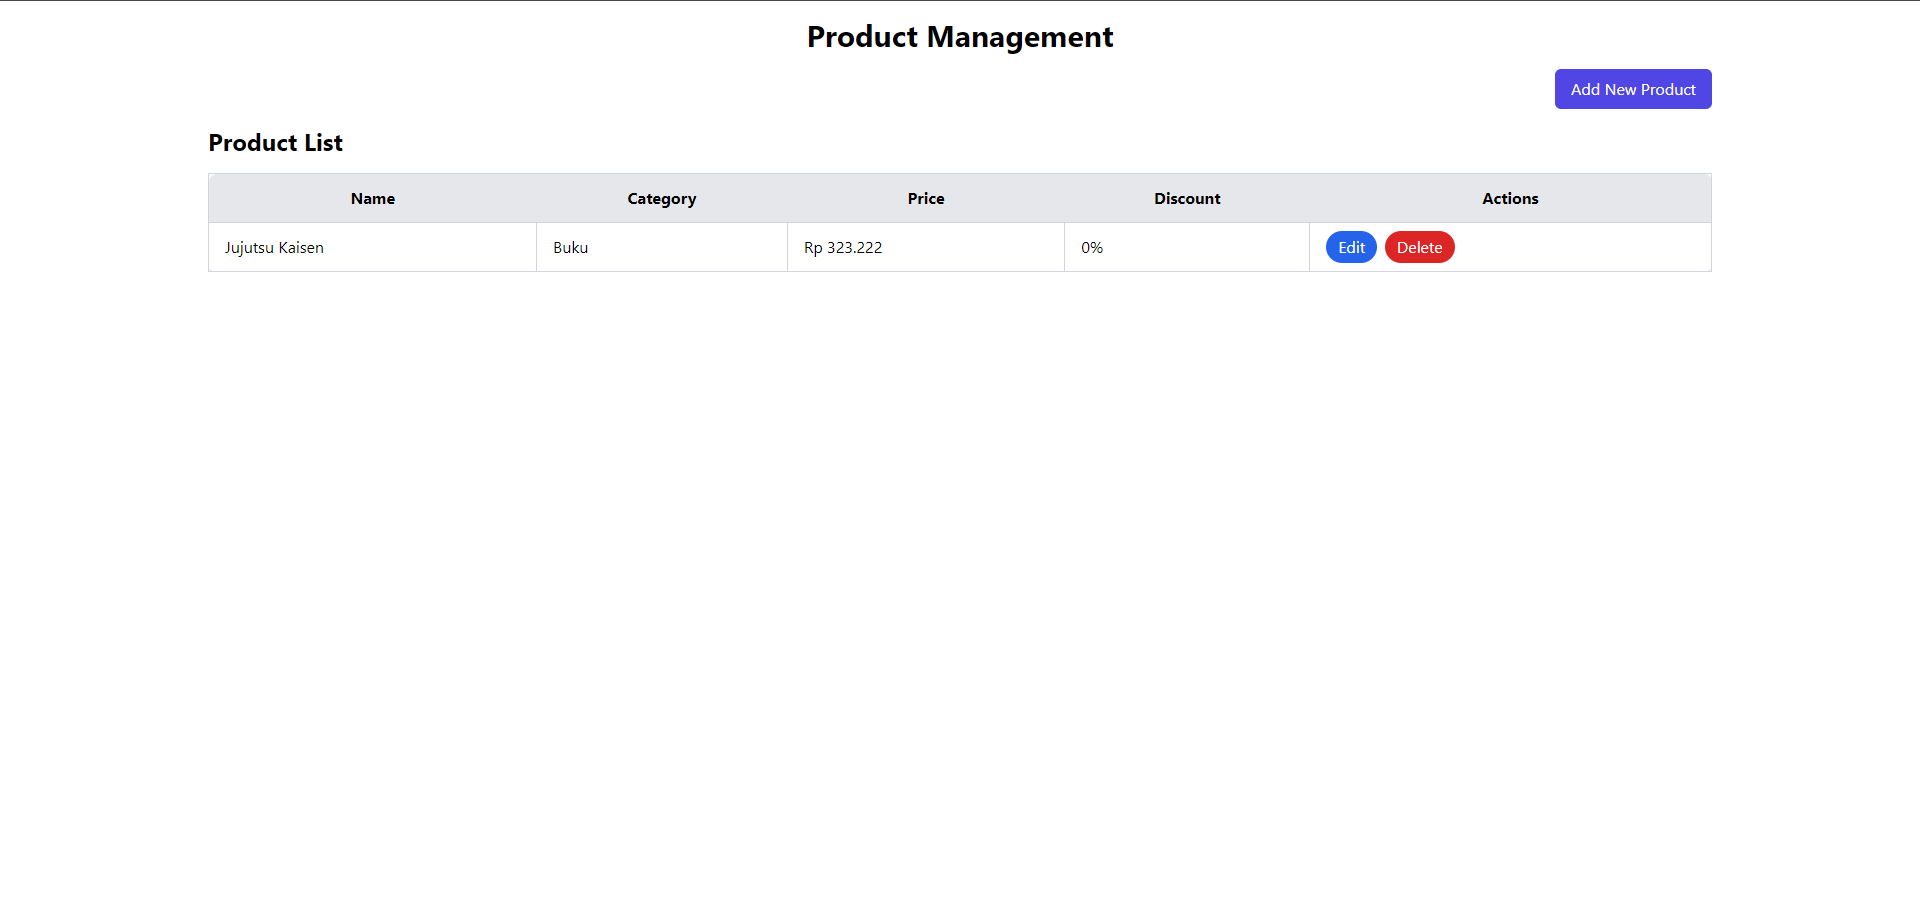 Product Management
Add New Product
Product List
Name Category Price Discount Actions
Jujutsu Kaisen Buku Rp 323.222 0% Edit Delete